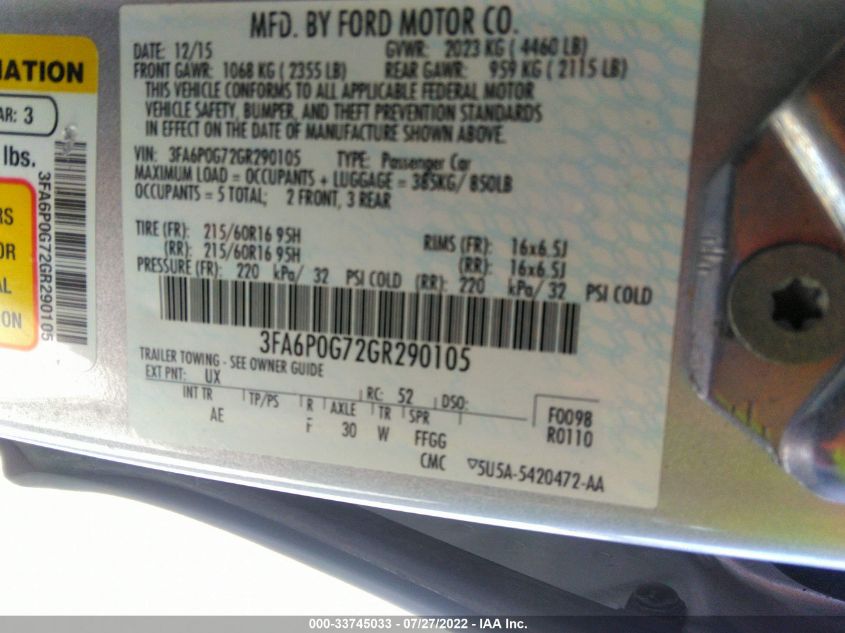 MFD. BY FORD MOTOR CO.
DATE: 12/15 GVWR: 2023 KG ( 4460 LB)
FRONT GAWR: 1068 KG ( 2355 LB) REAR GAWR: 959 KG ( 2115 LB)
THIS VEHICLE CONFORMS TO ALL APPLICABLE FEDERAL MOTOR
VEHICLE SAFETY, BUMPER, AND THEFT PREVENTION STANDARDS
IN EFFECT ON THE DATE OF MANUFACTURE SHOWN ABOVE.
VIN: 3FA6P0G72GR290105 TYPE: Passenger Car
MAXIMUM LOAD = OCCUPANTS + LUGGAGE = 385KG/ 850LB
OCCUPANTS = 5 TOTAL; 2 FRONT, 3 REAR
TIRE (FR): 215/60R16 95H RIMS (FR): 16x6.5J
(RR): 215/60R16 95H (RR): 16x6.5J
PRESSURE (FR): 220 kPa/ 32 PSI COLD (RR): 220 kPa/ 32 PSI COLD
3FA6P0G72GR290105
TRAILER TOWING - SEE OWNER GUIDE
EXT PNT: UX RC: 52 DSO:
INT TR TP/PS R AXLE TR SPR F0098
AE F 30 W FFGG R0110
CMC 5U5A-5420472-AA
MATION
AR: 3
lbs.
RS
OR
AL
ON
3FA6P0G72GR290105
000-33745033 - 07/27/2022 - IAA Inc.